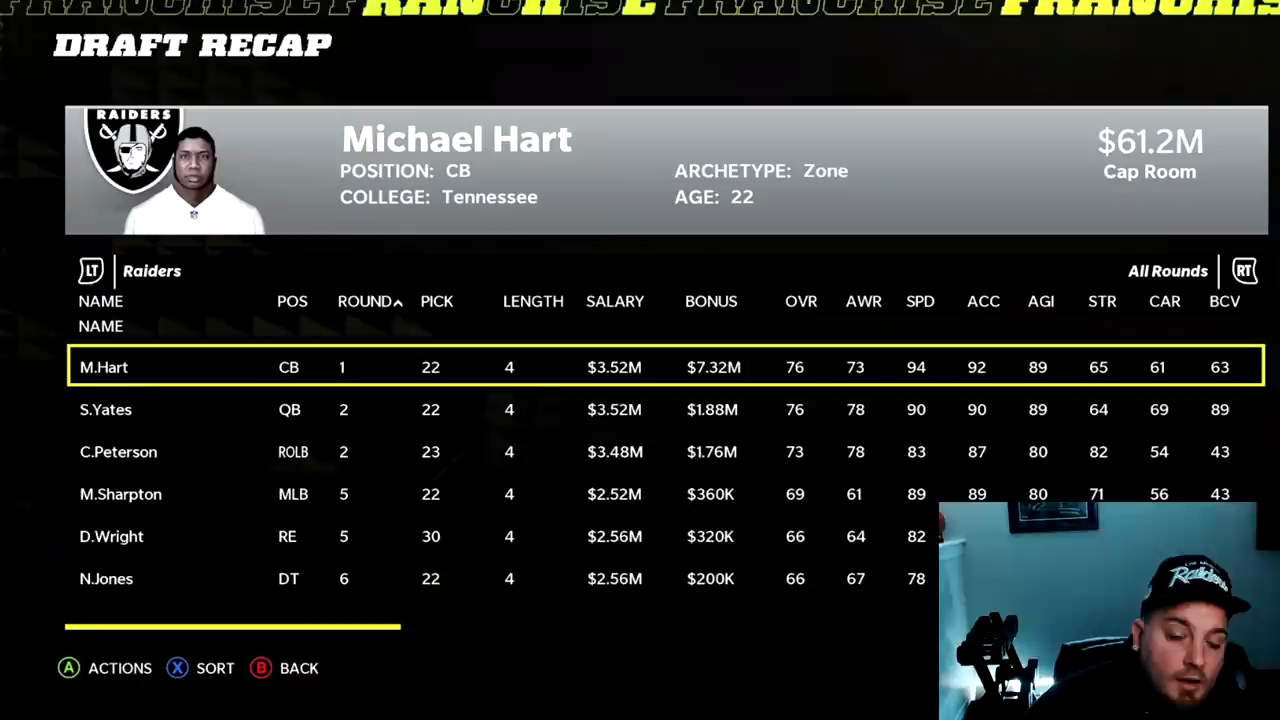 FRANCHISE FRANCHISE FRANCHISE FRANCHISE
DRAFT RECAP
RAIDERS
Michael Hart
POSITION: CB
ARCHETYPE: Zone
COLLEGE: Tennessee
AGE: 22
$61.2M
Cap Room
LT Raiders
All Rounds RT
NAME POS ROUND PICK LENGTH SALARY BONUS OVR AWR SPD ACC AGI STR CAR BCV
NAME
M.Hart CB 1 22 4 $3.52M $7.32M 76 73 94 92 89 65 61 63
S.Yates QB 2 22 4 $3.52M $1.88M 76 78 90 90 89 64 69 89
C.Peterson ROLB 2 23 4 $3.48M $1.76M 73 78 83 87 80 82 54 43
M.Sharpton MLB 5 22 4 $2.52M $360K 69 61 89 89 80 71 56 43
D.Wright RE 5 30 4 $2.56M $320K 66 64 82
N.Jones DT 6 22 4 $2.56M $200K 66 67 78
Raiders
A ACTIONS X SORT B BACK